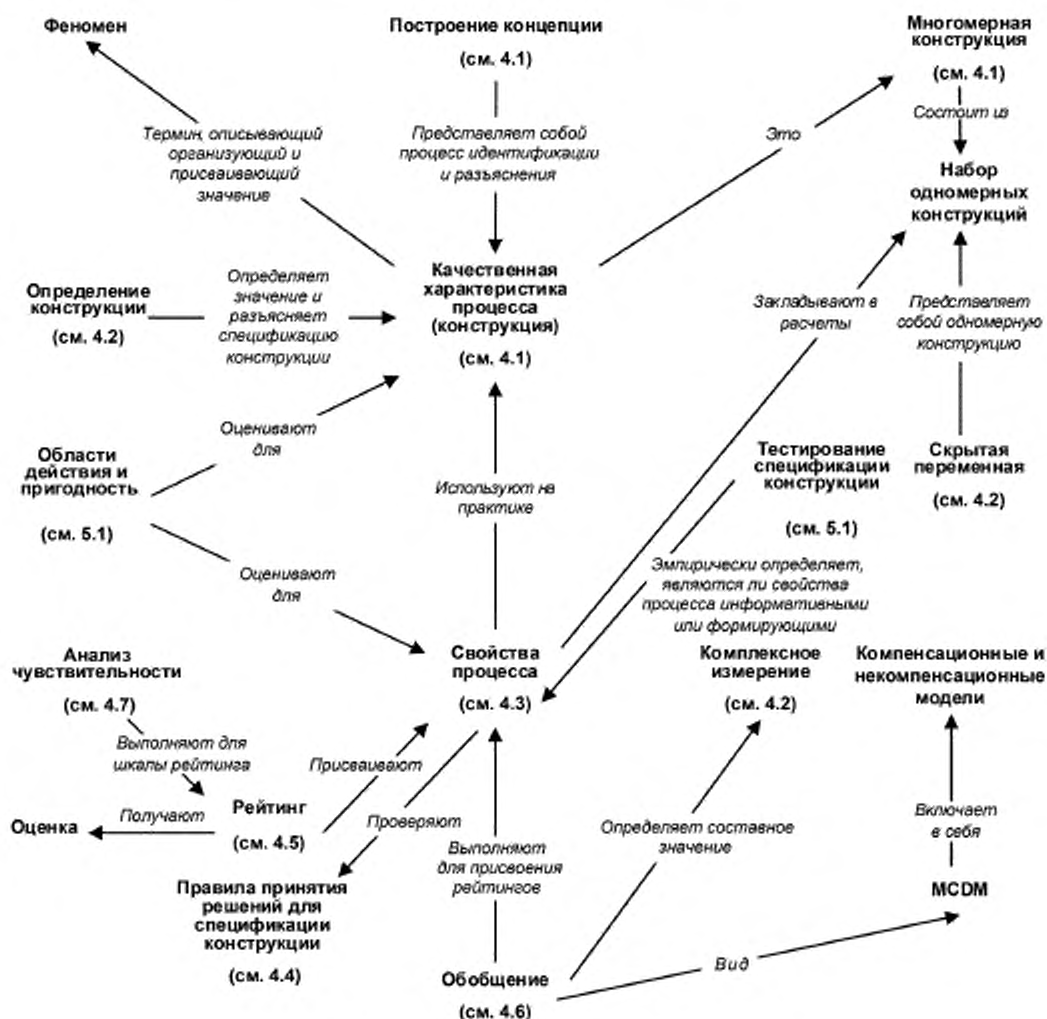 Феномен
Построение концепции
(см. 4.1)
Многомерная
конструкция
(см. 4.1)
Состоит из
Термин, описывающий
организующий и
присваивающий
значение
Представляет собой
процесс идентификации
и разъяснения
Это
Набор
одномерных
конструкций
Определение
конструкции
(см. 4.2)
Определяет
значение и
разъясняет
спецификацию
конструкции
Качественная
характеристика
процесса
(конструкция)
(см. 4.1)
Закладывают в
расчеты
Представляет
собой одномерную
конструкцию
Оценивают
для
Области
действия и
пригодность
(см. 5.1)
Используют на
практике
Тестирование
спецификации
конструкции
(см. 5.1)
Скрытая
переменная
(см. 4.2)
Оценивают
для
Эмпирически определяет,
являются ли свойства
процесса информативными
или формирующими
Анализ
чувствительности
(см. 4.7)
Свойства
процесса
(см. 4.3)
Комплексное
измерение
(см. 4.2)
Компенсационные и
некомпенсационные
модели
Выполняют для
шкалы рейтинга
Присваивают
Оценка
Получают
Рейтинг
(см. 4.5)
Проверяют
Выполняют
для присвоения
рейтингов
Определяет составное
значение
Включает
в себя
Правила принятия
решений для
спецификации
конструкции
(см. 4.4)
MCDM
Обобщение
(см. 4.6)
Вид